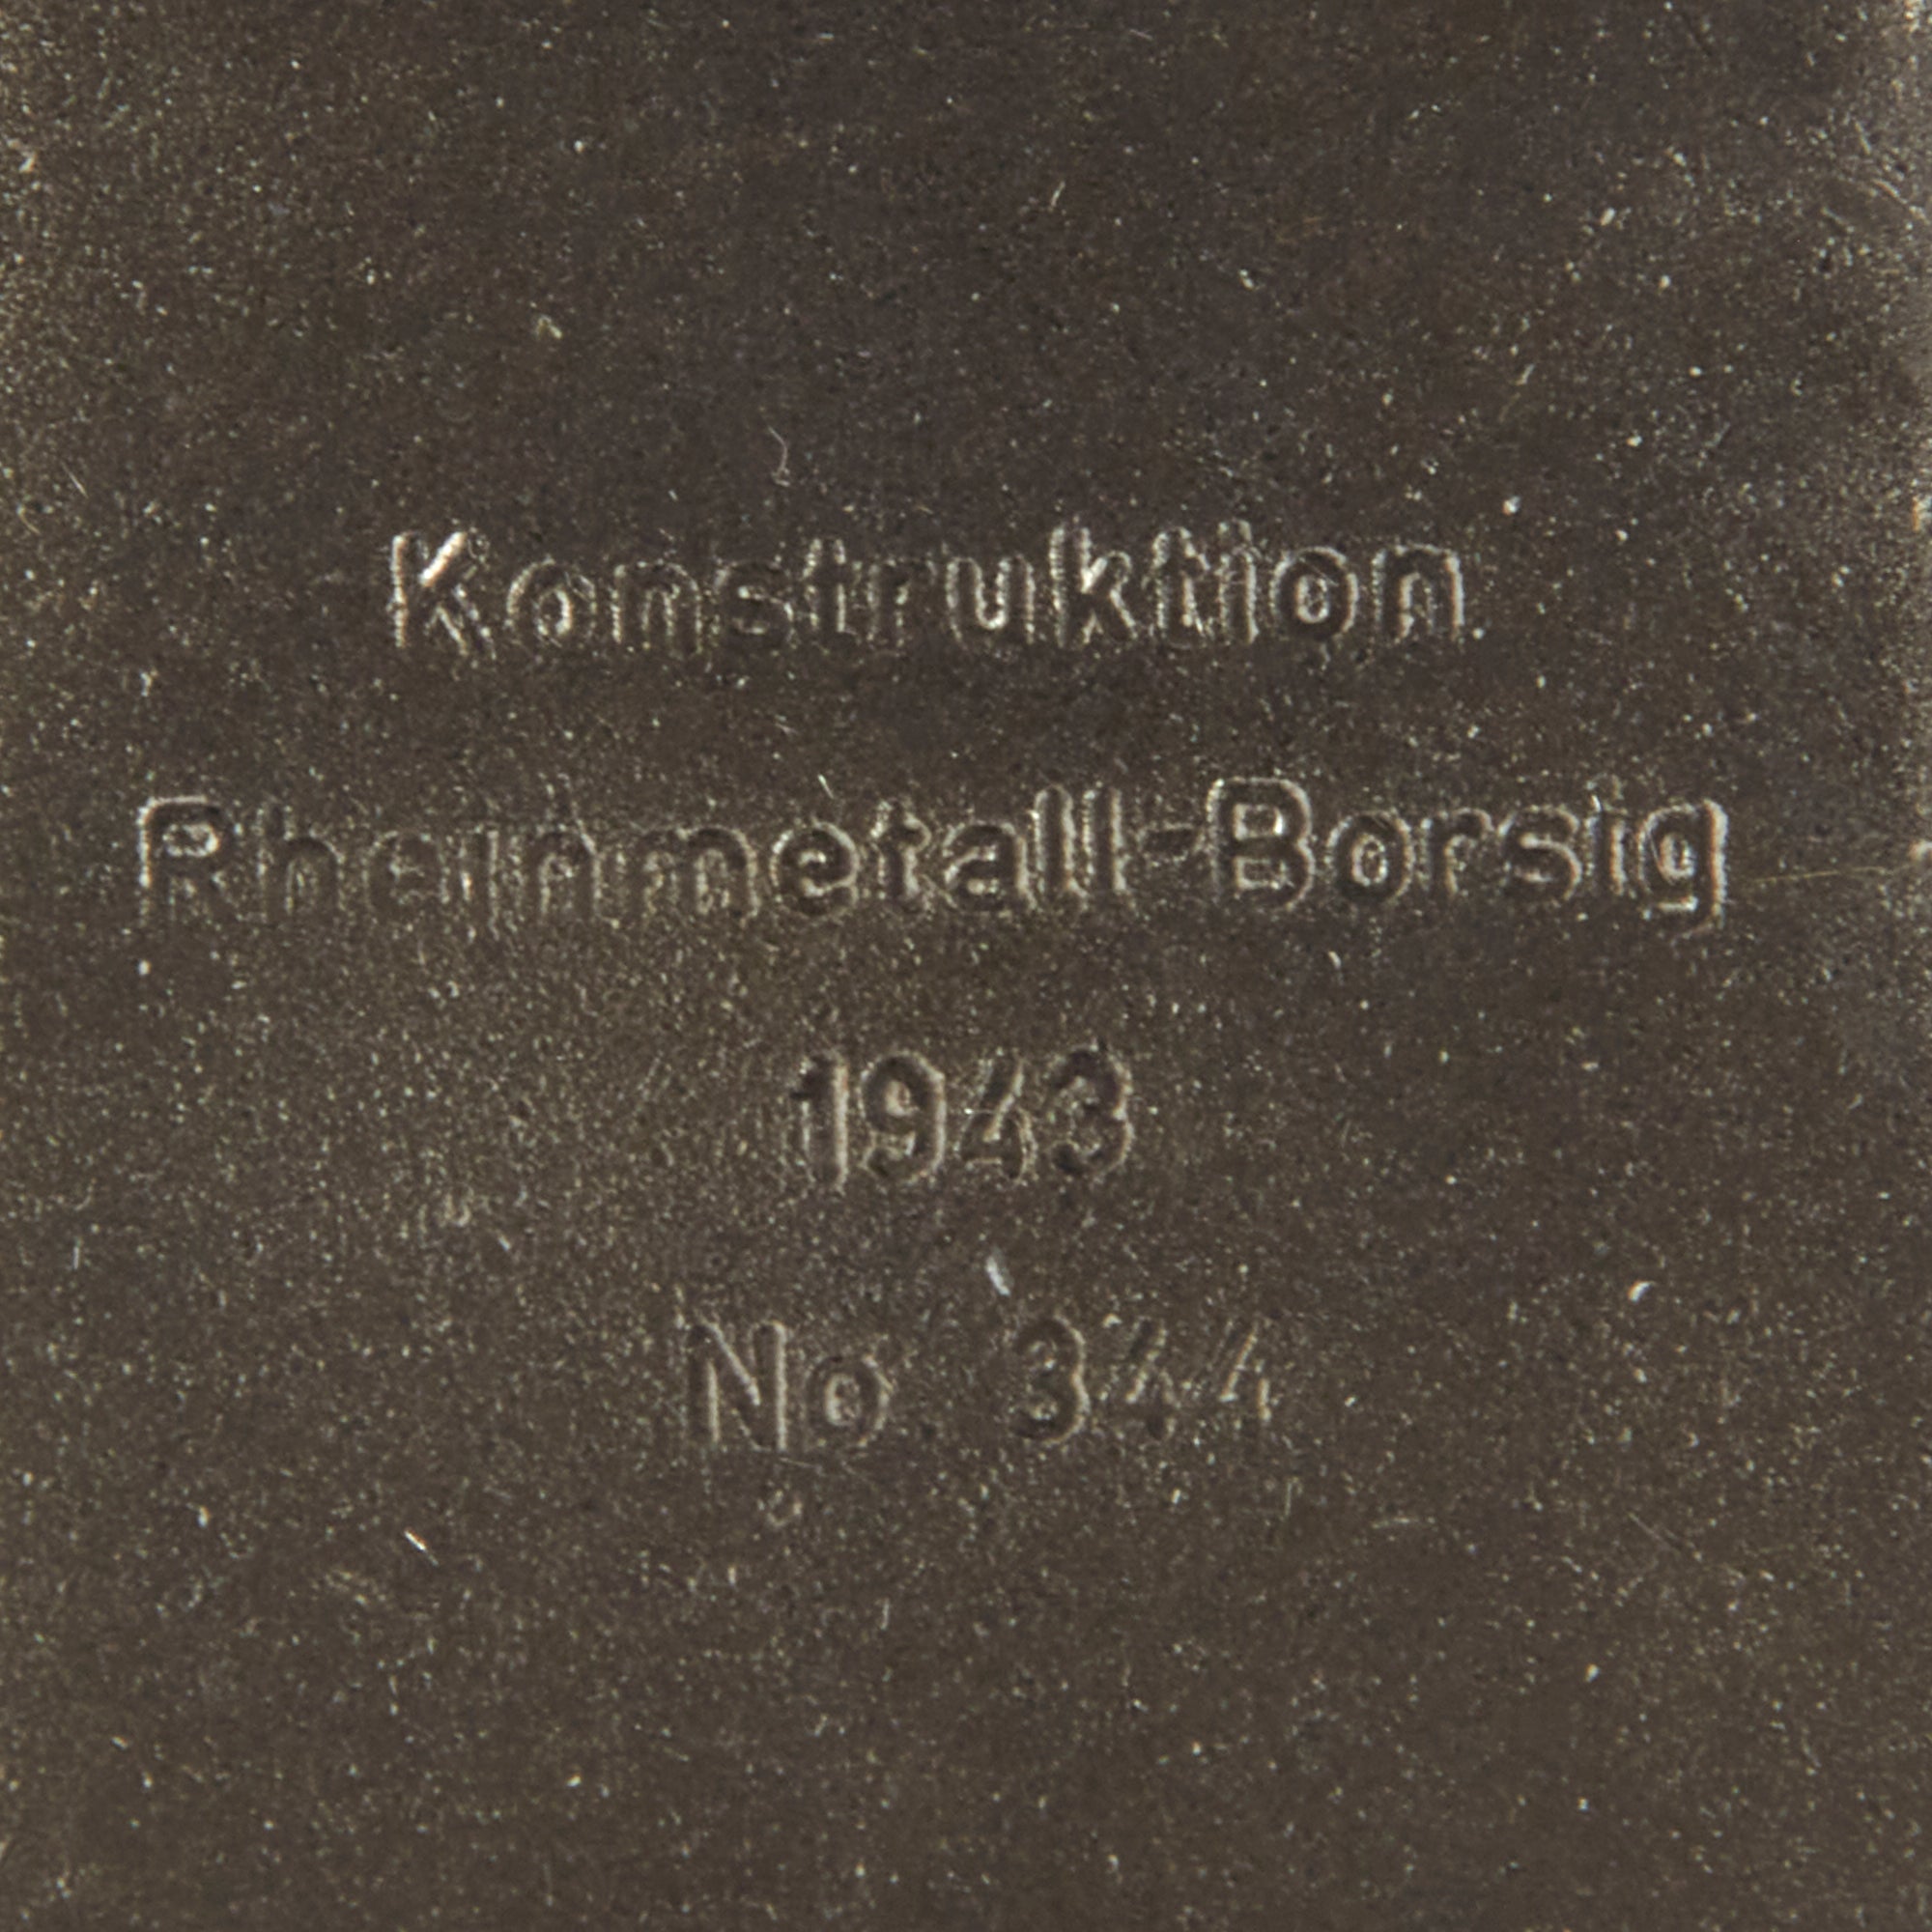 Konstruktion
Rheinmetall-Borsig
1943
No 344